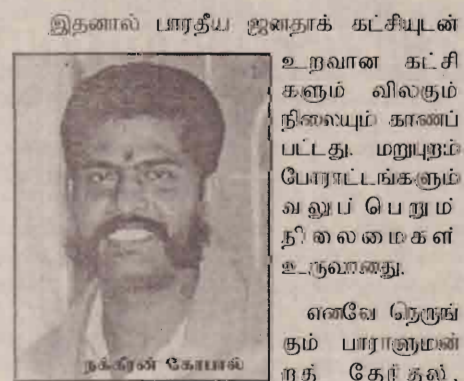 இதனால் பாரதீய ஜனதாக் கட்சியுடன்
உறவான கட்சி
களும் விலகும்
நிலையும் காணப்
பட்டது. மறுபுறம்
போராட்டங்களும்
வலுப் பெறும்
நிலைமைகள்
உருவானது.
எனவே நெருங்
கும் பாராளுமன்
றத் தேர்தல்,
நக்கீரன் கோபால்